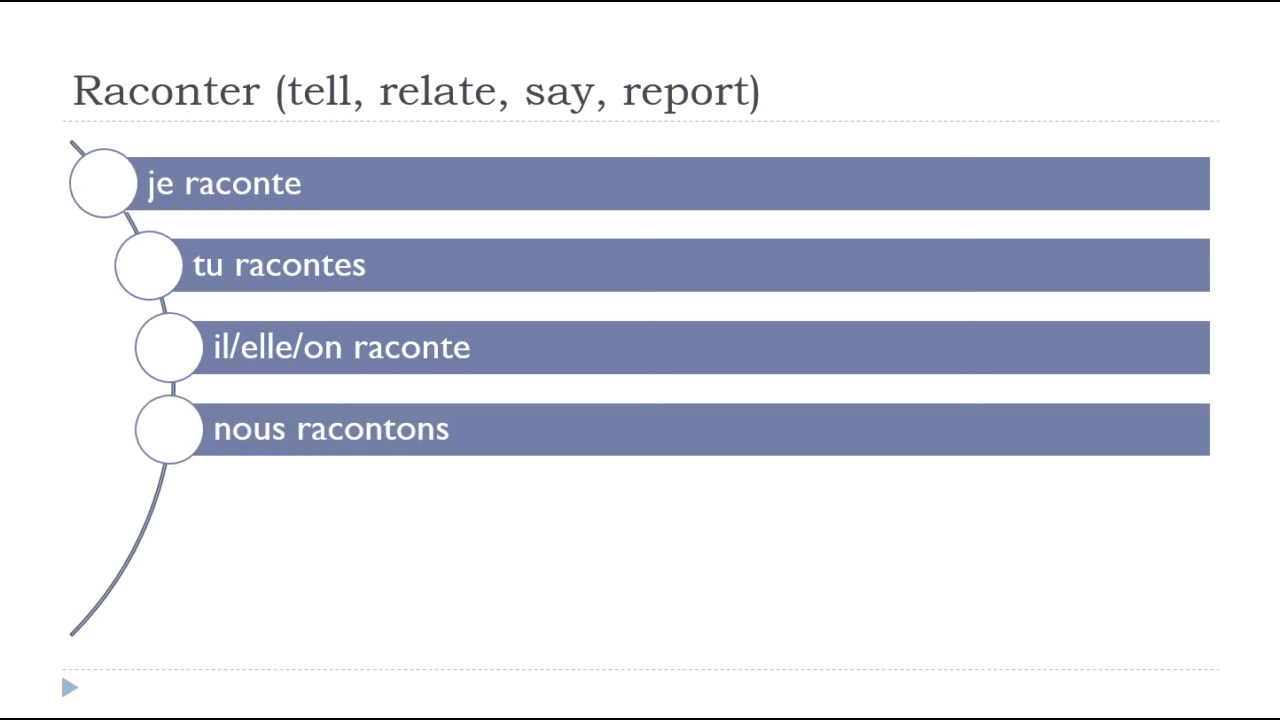 Raconter (tell, relate, say, report)
je raconte
tu racontes
il/elle/on raconte
nous racontons